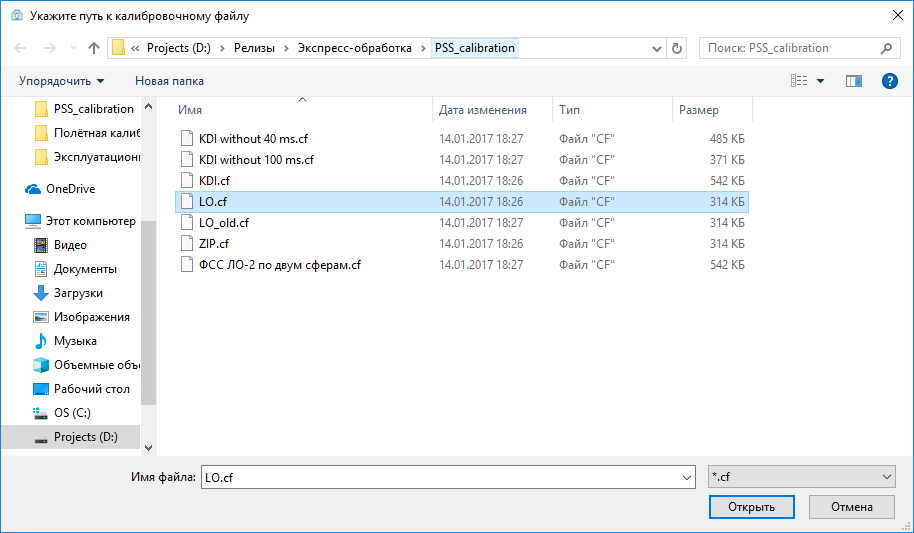 Укажите путь к калибровочному файлу
« Projects (D:) › Релизы › Экспресс-обработка › PSS_calibration
Поиск: PSS_calibration
Упорядочить
Новая папка
PSS_calibration
Полётная калиб
Эксплуатацион
OneDrive
Этот компьютер
Видео
Документы
Загрузки
Изображения
Музыка
Объемные объ
Рабочий стол
OS (C:)
Projects (D:)
Имя Дата изменения Тип Размер
KDI without 40 ms.cf 14.01.2017 18:27 Файл "CF" 485 КБ
KDI without 100 ms.cf 14.01.2017 18:27 Файл "CF" 371 КБ
KDI.cf 14.01.2017 18:26 Файл "CF" 542 КБ
LO.cf 14.01.2017 18:26 Файл "CF" 314 КБ
LO_old.cf 14.01.2017 18:27 Файл "CF" 314 КБ
ZIP.cf 14.01.2017 18:26 Файл "CF" 314 КБ
ФСС ЛО-2 по двум сферам.cf 14.01.2017 18:27 Файл "CF" 542 КБ
Имя файла: LO.cf *.cf
Открыть Отмена